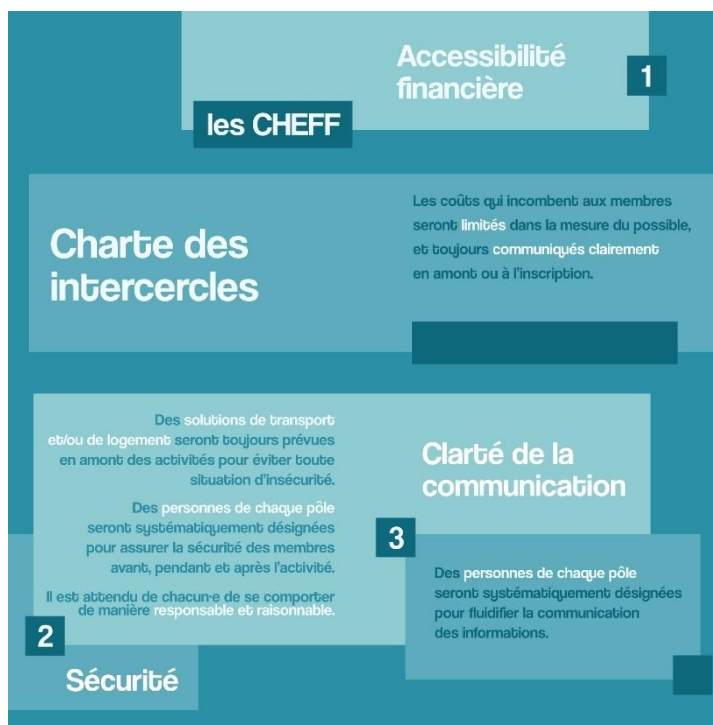 les CHEFF
Charte des
intercercles
Accessibilité
financière
1
Les coûts qui incombent aux membres
seront limités dans la mesure du possible,
et toujours communiqués clairement
en amont ou à l'inscription.
Des solutions de transport
et/ou de logement seront toujours prévues
en amont des activités pour éviter toute
situation d'insécurité.
Des personnes de chaque pôle
seront systématiquement désignées
pour assurer la sécurité des membres
avant, pendant et après l'activité.
Il est attendu de chacun·e de se comporter
de manière responsable et raisonnable.
2
Sécurité
Clarté de la
communication
3
Des personnes de chaque pôle
seront systématiquement désignées
pour fluidifier la communication
des informations.